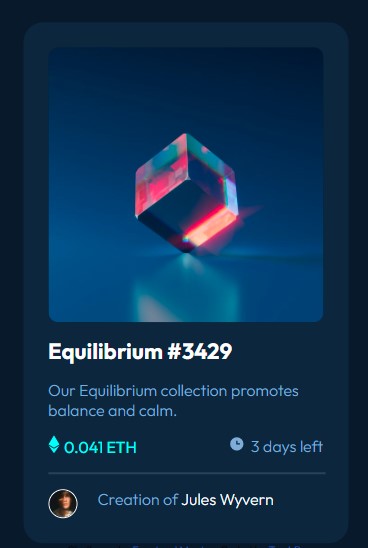 Equilibrium #3429
Our Equilibrium collection promotes
balance and calm.
0.041 ETH
3 days left
Creation of Jules Wyvern